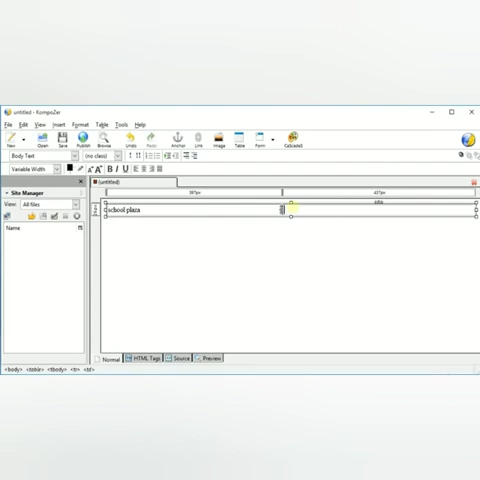 untitled - KompoZer
File Edit View Insert Format Table Tools Help
New Open Save Publish Browse Undo Redo Anchor Link Image Table Form CaScadeS
Body Text (no class)
Variable Width B I U
Site Manager (untitled)
View: All files
Name
school plaza
Normal HTML Tags Source Preview
<body> <table> <tbody> <tr> <td>